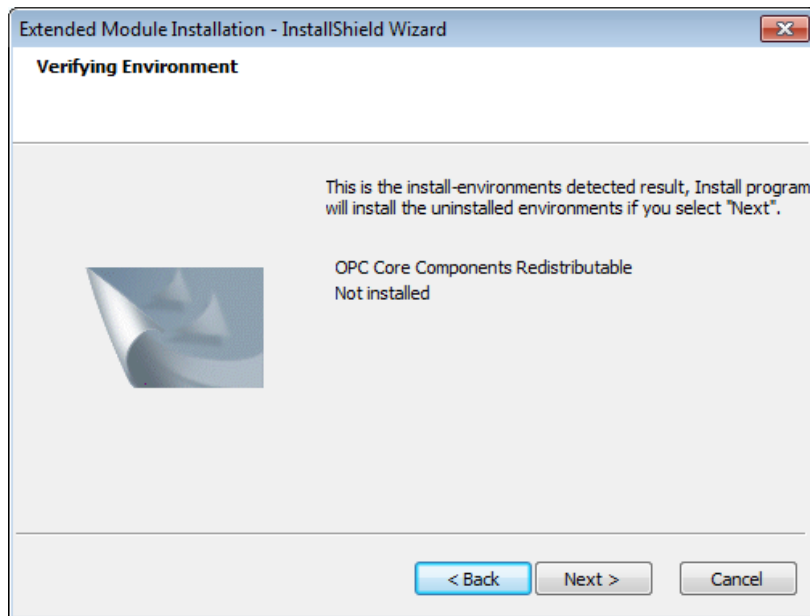 Extended Module Installation - InstallShield Wizard
Verifying Environment
This is the install-environments detected result, Install program
will install the uninstalled environments if you select "Next".
OPC Core Components Redistributable
Not installed
< Back
Next >
Cancel